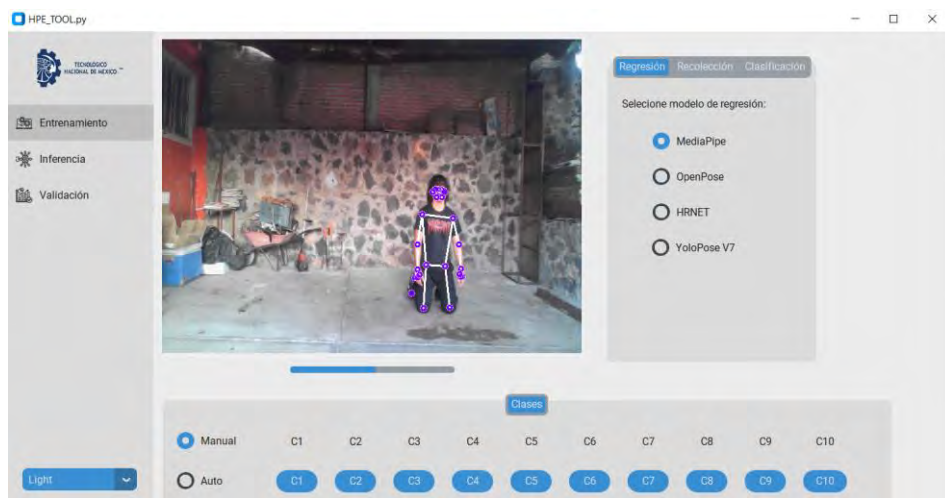 HPE_TOOL.py
TECNOLÓGICO
NACIONAL DE MÉXICO
Entrenamiento
Inferencia
Validación
Light
Regresión Recolección Clasificación
Selecione modelo de regresión:
MediaPipe
OpenPose
HRNET
YoloPose V7
Clases
Manual C1 C2 C3 C4 C5 C6 C7 C8 C9 C10
Auto C1 C2 C3 C4 C5 C6 C7 C8 C9 C10